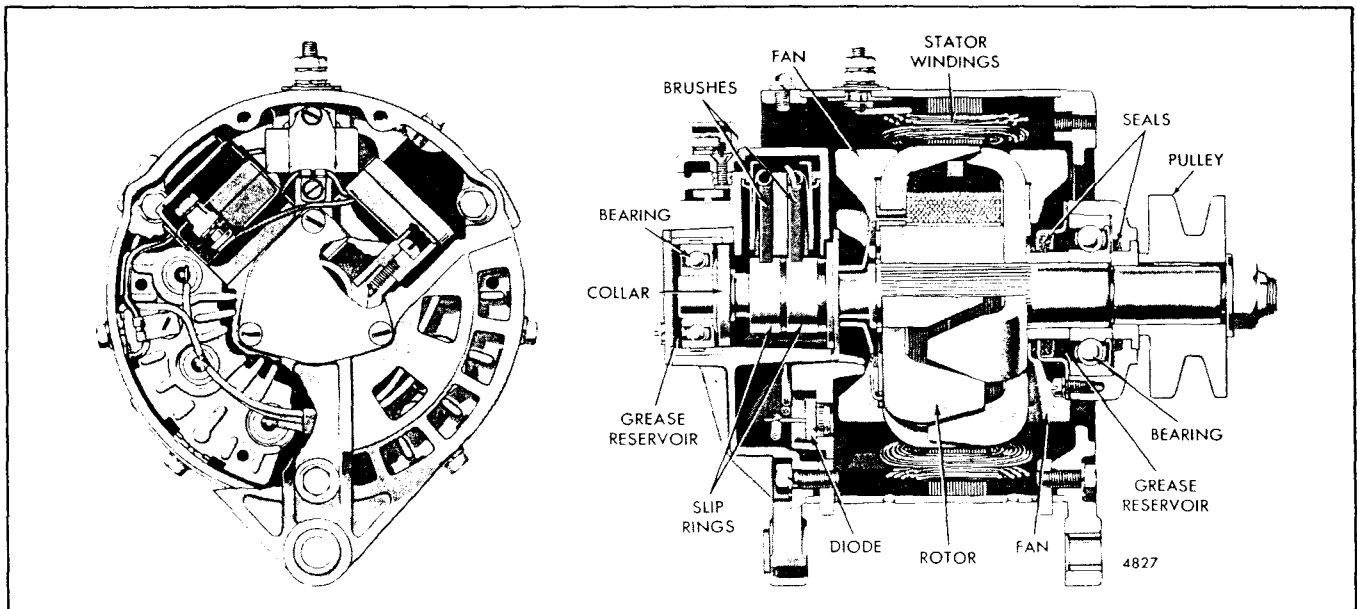 STATOR
WINDINGS
FAN
BRUSHES
SEALS
PULLEY
BEARING
COLLAR
GREASE
RESERVOIR
SLIP
RINGS
DIODE
ROTOR
FAN
BEARING
GREASE
RESERVOIR
4827